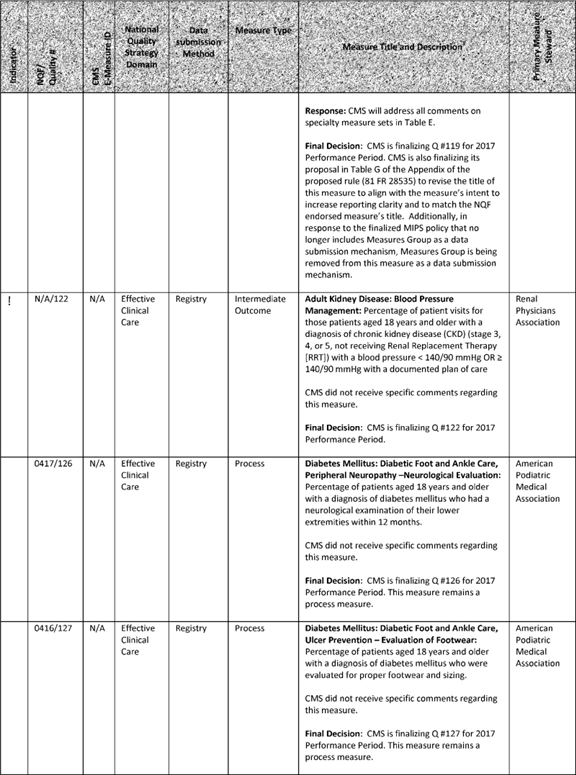 Indicator
NQF/
Quality #
CMS
E-Measure ID
National
Quality
Strategy
Domain
Data
submission
Method
Measure Type
Measure Title and Description
Primary Measure
Steward
Response: CMS will address all comments on
specialty measure sets in Table E.
Final Decision: CMS is finalizing Q #119 for 2017
Performance Period. CMS is also finalizing its
proposal in Table G of the Appendix of the
proposed rule (81 FR 28535) to revise the title of
this measure to align with the measure's intent to
increase reporting clarity and to match the NQF
endorsed measure's title. Additionally, in
response to the finalized MIPS policy that no
longer includes Measures Group as a data
submission mechanism, Measures Group is being
removed from this measure as a data submission
mechanism.
!
N/A/122
N/A
Effective
Clinical
Care
Registry
Intermediate
Outcome
Adult Kidney Disease: Blood Pressure
Management: Percentage of patient visits for
those patients aged 18 years and older with a
diagnosis of chronic kidney disease (CKD) (stage 3,
4, or 5, not receiving Renal Replacement Therapy
[RRT]) with a blood pressure < 140/90 mmHg OR ≥
140/90 mmHg with a documented plan of care
CMS did not receive specific comments regarding
this measure.
Final Decision: CMS is finalizing Q #122 for 2017
Performance Period.
Renal
Physicians
Association
0417/126
N/A
Effective
Clinical
Care
Registry
Process
Diabetes Mellitus: Diabetic Foot and Ankle Care,
Peripheral Neuropathy –Neurological Evaluation:
Percentage of patients aged 18 years and older
with a diagnosis of diabetes mellitus who had a
neurological examination of their lower
extremities within 12 months.
CMS did not receive specific comments regarding
this measure.
Final Decision: CMS is finalizing Q #126 for 2017
Performance Period. This measure remains a
process measure.
American
Podiatric
Medical
Association
0416/127
N/A
Effective
Clinical
Care
Registry
Process
Diabetes Mellitus: Diabetic Foot and Ankle Care,
Ulcer Prevention – Evaluation of Footwear:
Percentage of patients aged 18 years and older
with a diagnosis of diabetes mellitus who were
evaluated for proper footwear and sizing.
CMS did not receive specific comments regarding
this measure.
Final Decision: CMS is finalizing Q #127 for 2017
Performance Period. This measure remains a
process measure.
American
Podiatric
Medical
Association